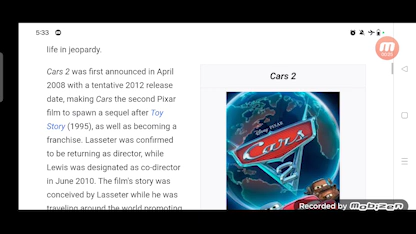 5:33
life in jeopardy.
Cars 2 was first announced in April
2008 with a tentative 2012 release
date, making Cars the second Pixar
film to spawn a sequel after Toy
Story (1995), as well as becoming a
franchise. Lasseter was confirmed
to be returning as director, while
Lewis was designated as co-director
in June 2010. The film's story was
conceived by Lasseter while he was
traveling around the world promoting
Cars 2
Disney PIXAR
Cars
2
Recorded by MOBIZEN